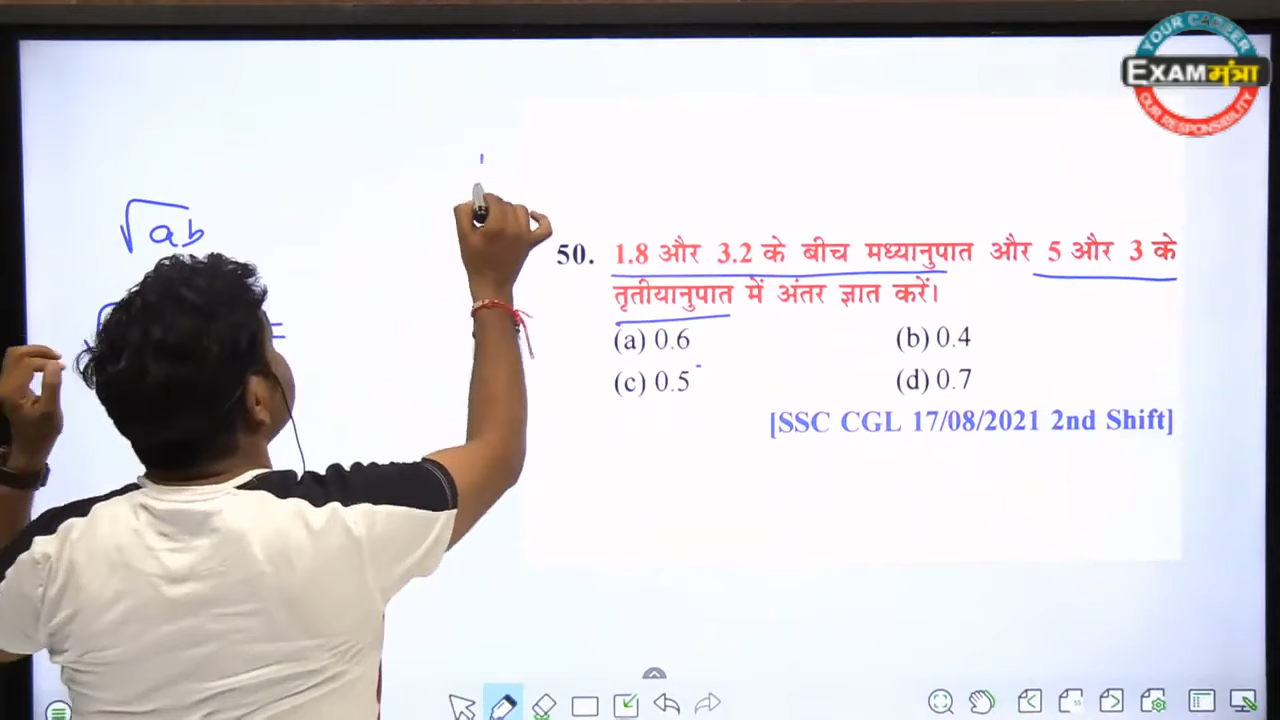 YOUR CAREER
EXAMमंत्रा
OUR RESPONSIBILITY
√ab
=
50. 1.8 और 3.2 के बीच मध्यानुपात और 5 और 3 के
तृतीयानुपात में अंतर ज्ञात करें।
(a) 0.6 (b) 0.4
(c) 0.5 (d) 0.7
[SSC CGL 17/08/2021 2nd Shift]